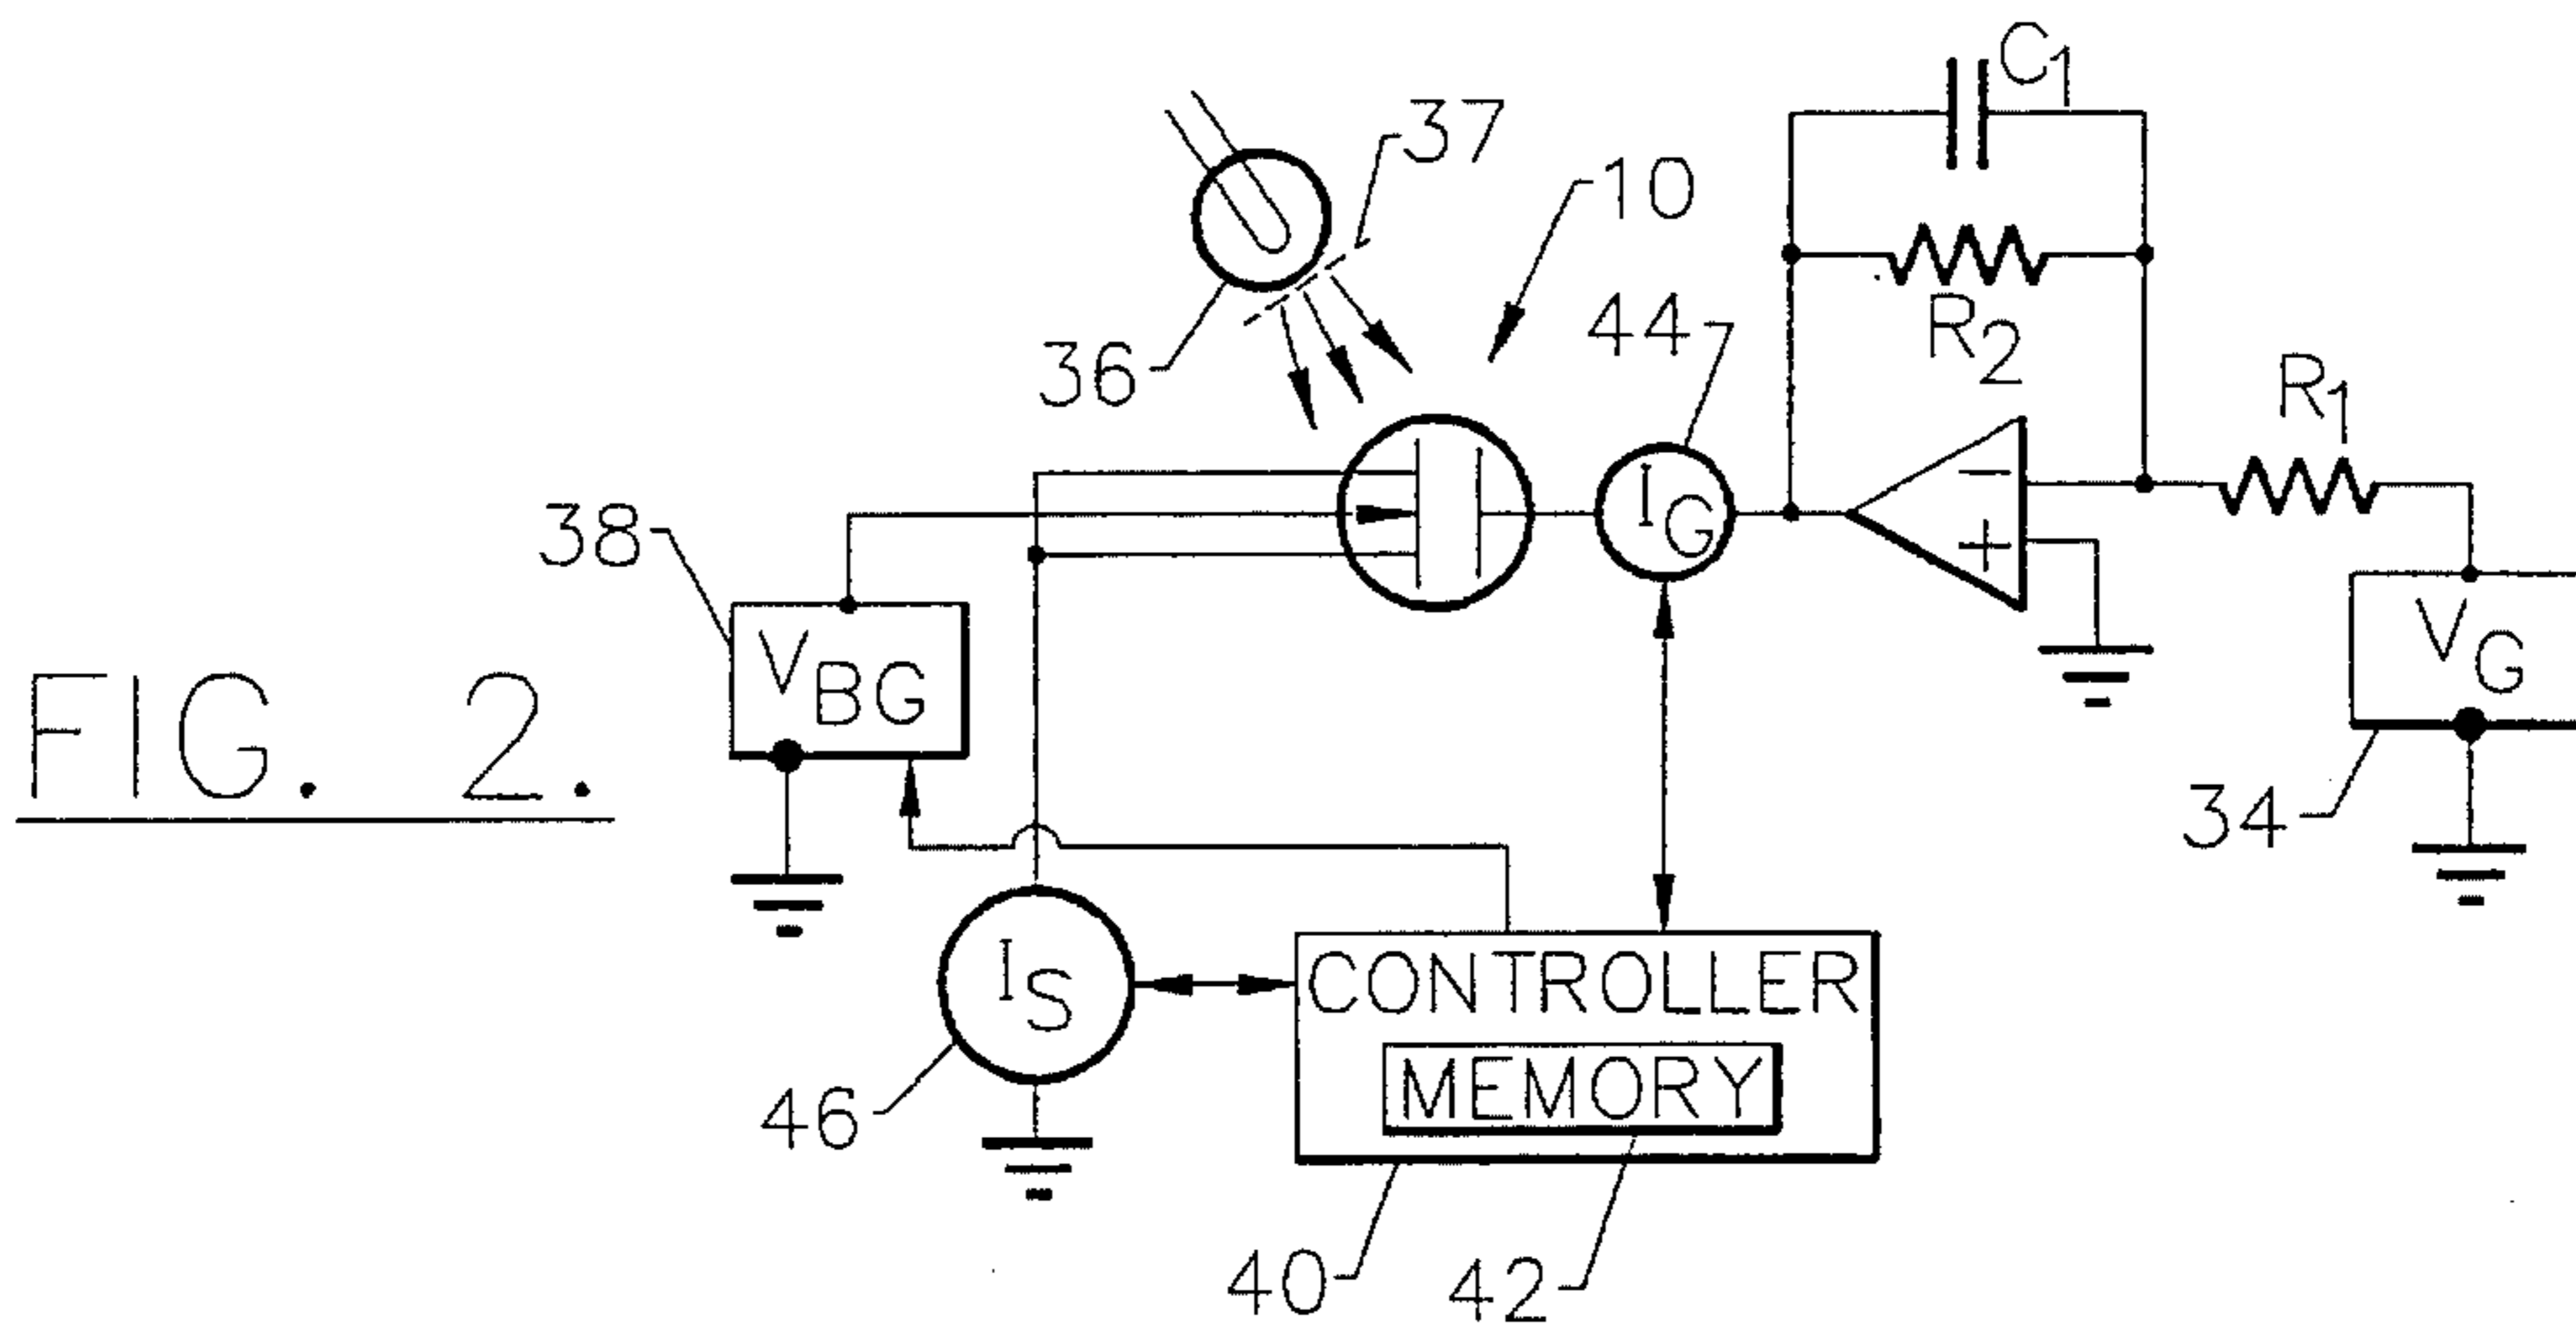 C1
37
10
R2
44
36
R1
IG
−
+
38
VBG
VG
FIG. 2.
34
IS
CONTROLLER
MEMORY
46
40
42